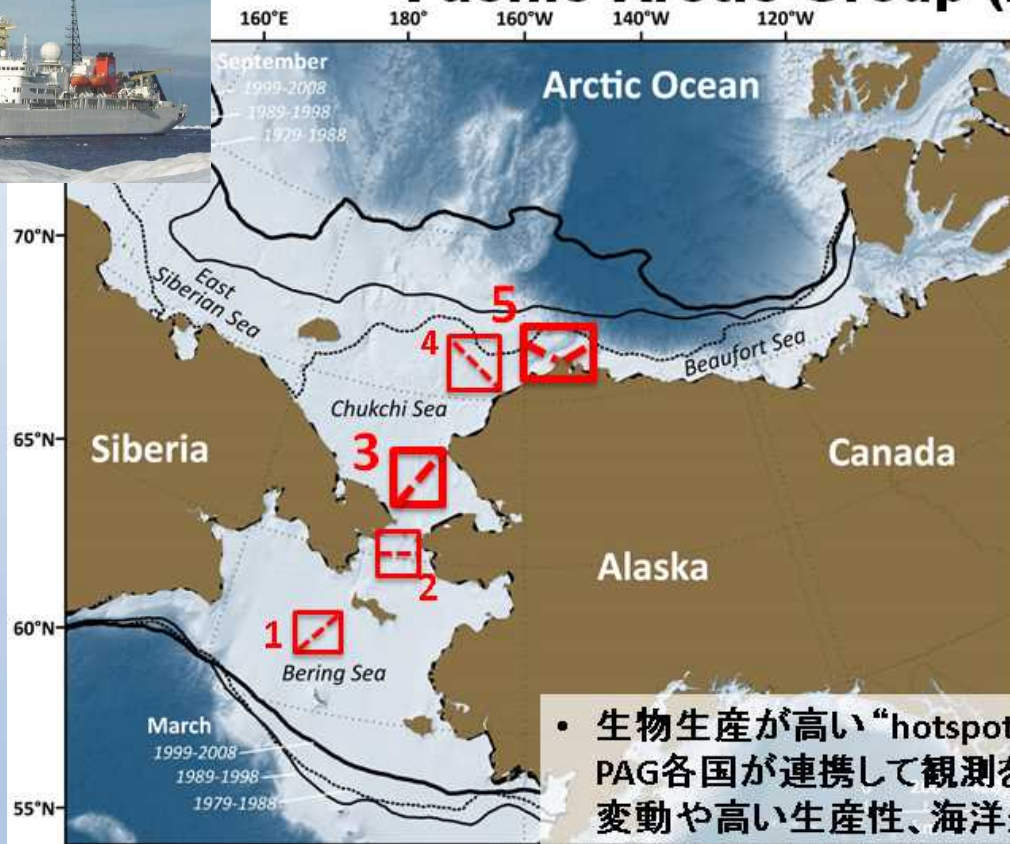 Pacific Arctic Group (
160°E 180° 160°W 140°W 120°W
September
1999-2008
1989-1998
1979-1988
Arctic Ocean
70°N
East
Siberian Sea
5
4
Beaufort Sea
Chukchi Sea
65°N
Siberia
3
Canada
Alaska
2
60°N
1
Bering Sea
March
1999-2008
1989-1998
1979-1988
55°N
• 生物生産が高い“hotspot
PAG各国が連携して観測を
変動や高い生産性、海洋